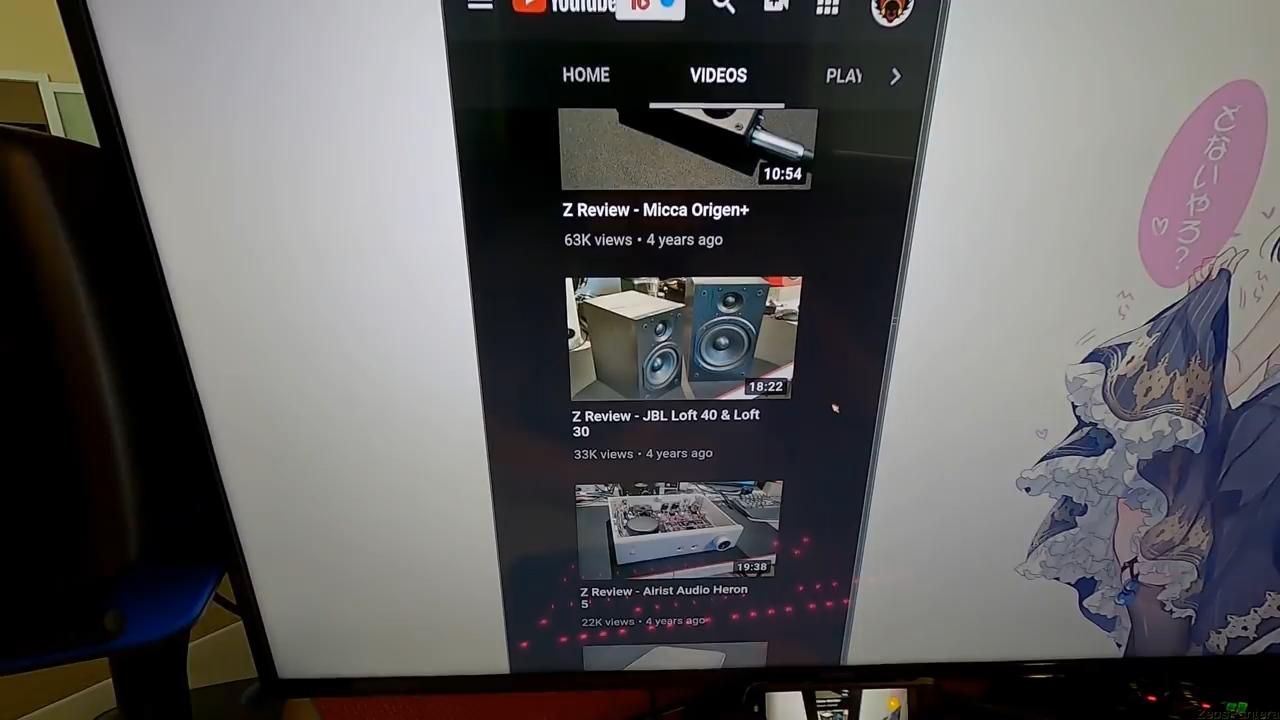 YouTube
HOME
VIDEOS
PLAY
10:54
Z Review - Micca Origen+
63K views • 4 years ago
18:22
Z Review - JBL Loft 40 & Loft
30
33K views • 4 years ago
19:38
Z Review - Airist Audio Heron
5
22K views • 4 years ago
どないやろ?